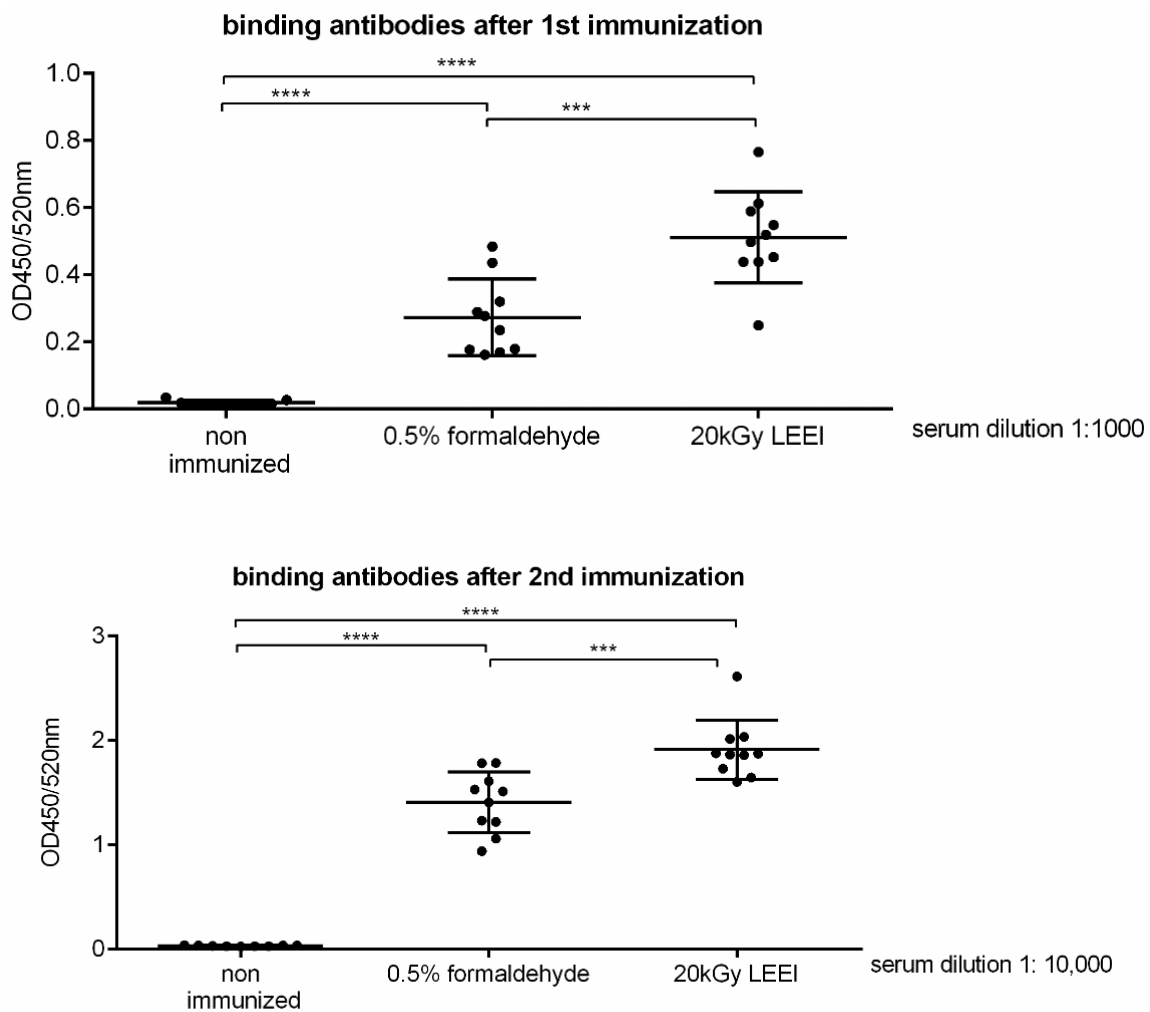 binding antibodies after 1st immunization
****
****
***
1.0
0.8
0.6
0.4
0.2
0.0
OD450/520nm
non
immunized
0.5% formaldehyde
20kGy LEEI
serum dilution 1:1000
binding antibodies after 2nd immunization
****
****
***
3
2
1
0
OD450/520nm
non
immunized
0.5% formaldehyde
20kGy LEEI
serum dilution 1: 10,000